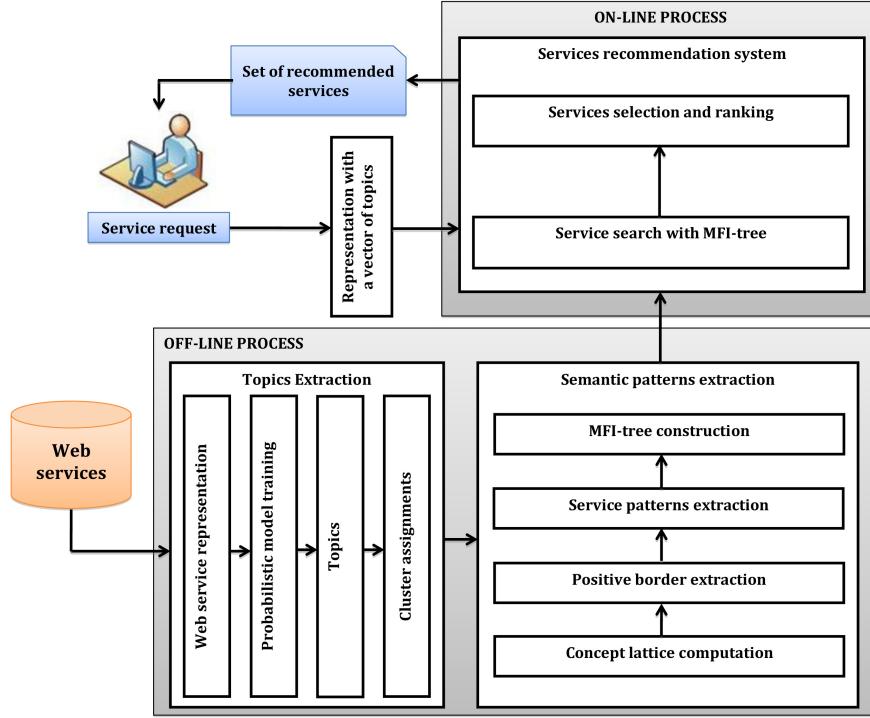 ON-LINE PROCESS
Services recommendation system
Set of recommended
services
Services selection and ranking
Representation with
a vector of topics
Service request
Service search with MFI-tree
OFF-LINE PROCESS
Topics Extraction
Semantic patterns extraction
Web
services
Web service representation
Probabilistic model training
Topics
Cluster assignments
MFI-tree construction
Service patterns extraction
Positive border extraction
Concept lattice computation